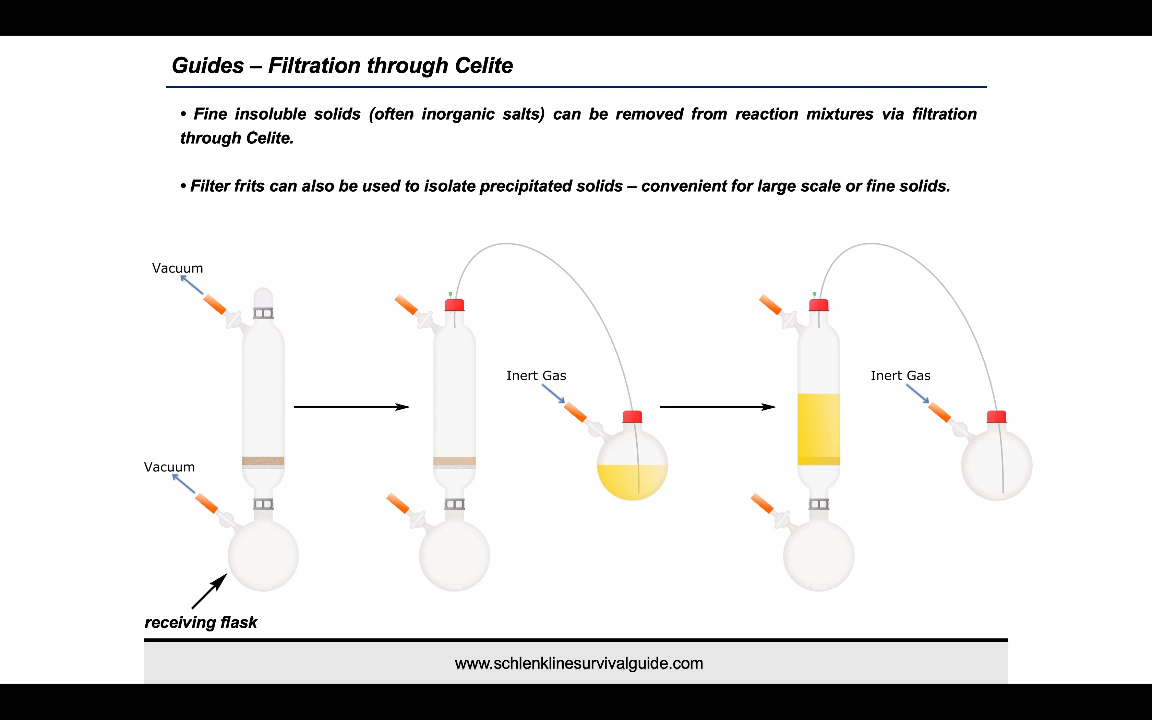 Guides – Filtration through Celite
• Fine insoluble solids (often inorganic salts) can be removed from reaction mixtures via filtration
through Celite.
• Filter frits can also be used to isolate precipitated solids – convenient for large scale or fine solids.
Vacuum
Inert Gas
Inert Gas
Vacuum
receiving flask
www.schlenklinesurvivalguide.com